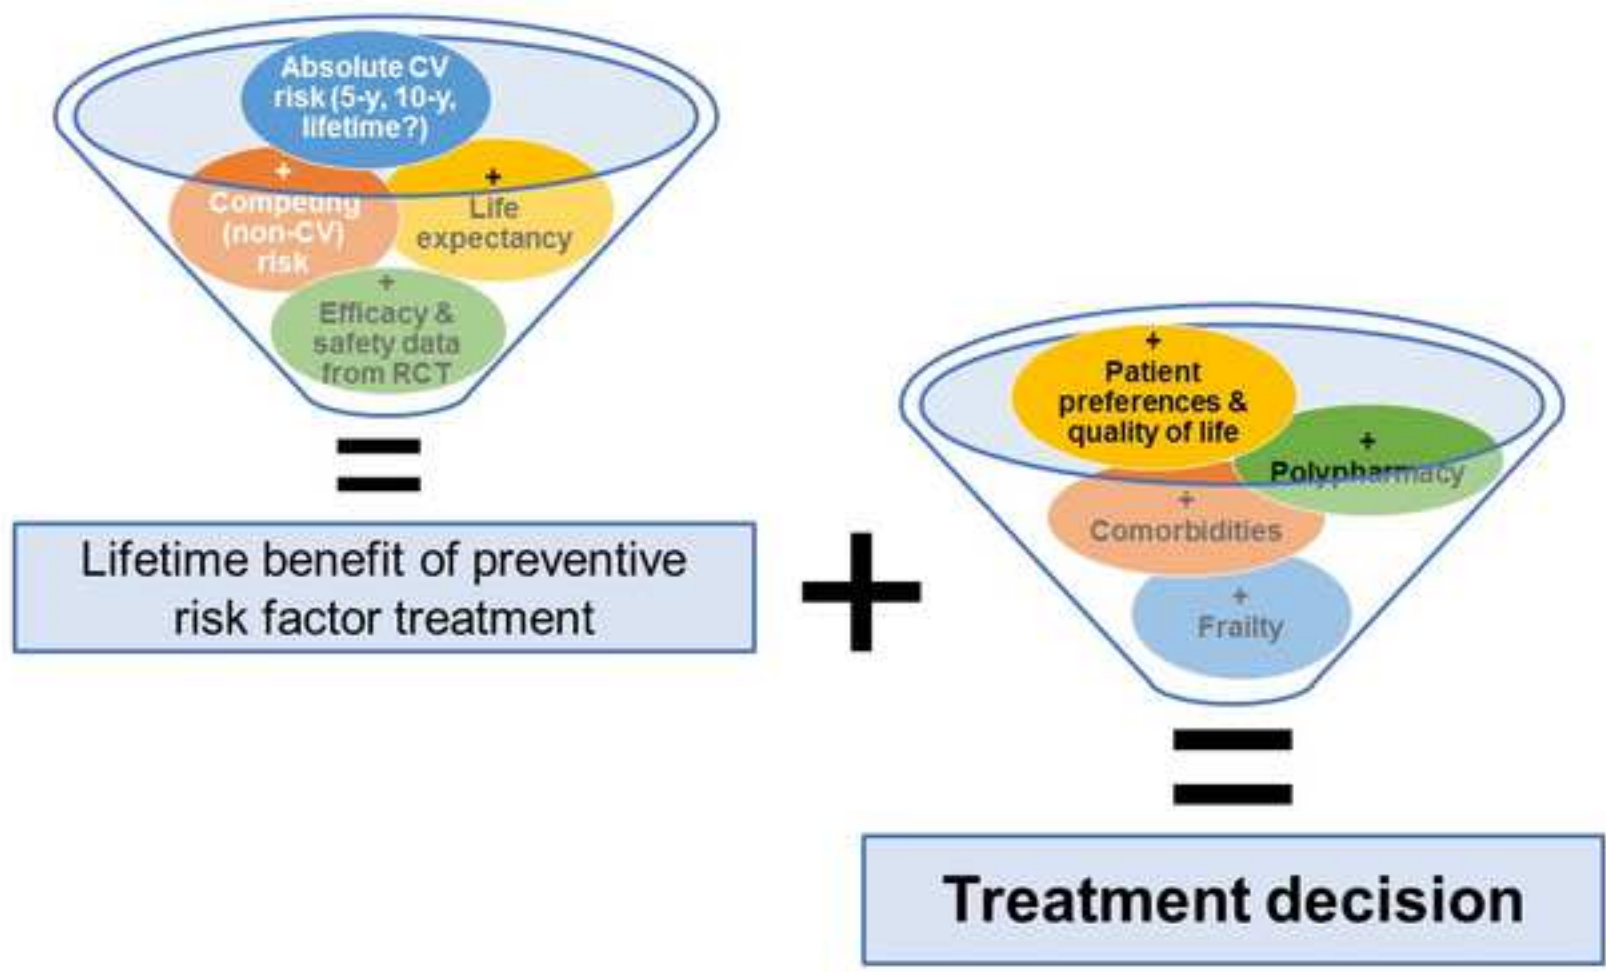 Absolute CV
risk (5-y, 10-y,
lifetime?)
+
Competing
(non-CV)
risk
+
Life
expectancy
+
Efficacy &
safety data
from RCT
=
Lifetime benefit of preventive
risk factor treatment
+
+
Patient
preferences &
quality of life
+
Polypharmacy
+
Comorbidities
+
Frailty
=
Treatment decision